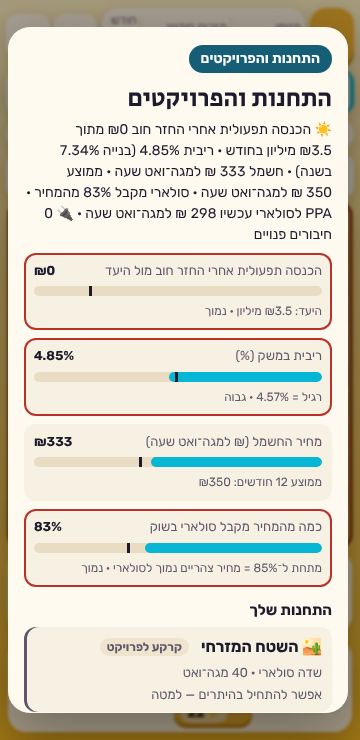 התחנות והפרויקטים
התחנות והפרויקטים
☀️ הכנסה תפעולית אחרי החזר חוב ₪0 מתוך
₪3.5 מיליון בחודש • ריבית 4.85% (בנייה 7.34%
בשנה) • חשמל 333 ₪ למגה־ואט שעה • ממוצע
350 ₪ למגה־ואט שעה • סולארי מקבל 83% מהמחיר •
PPA לסולארי עכשיו 298 ₪ למגה־ואט שעה • 🔌 0
חיבורים פנויים
הכנסה תפעולית אחרי החזר חוב מול היעד ₪0
היעד: ₪3.5 מיליון • נמוך
ריבית במשק (%) 4.85%
רגיל = 4.57% • גבוה
מחיר החשמל (₪ למגה־ואט שעה) ₪333
ממוצע 12 חודשים: ₪350
כמה מהמחיר מקבל סולארי בשוק 83%
מתחת ל־85% = מחיר צהריים נמוך לסולארי • נמוך
התחנות שלך
🏜️ השטח המזרחי קרקע לפרויקט
שדה סולארי • 40 מגה־ואט
אפשר להתחיל בהיתרים — למטה